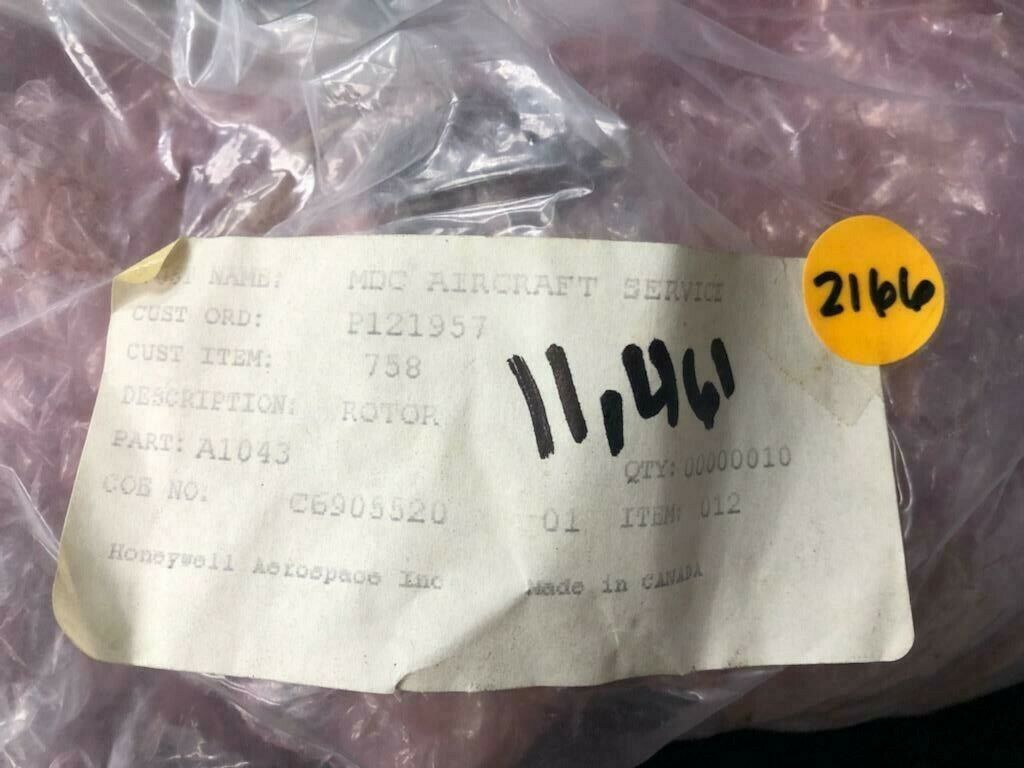 NAME: MDC AIRCRAFT SERVICE
CUST ORD: P121957
CUST ITEM: 758
DESCRIPTION: ROTOR
PART: A1043
QTY: 00000010
COE NO: C6905520 01 ITEM: 012
Honeywell Aerospace Inc Made in CANADA
11,461
2166